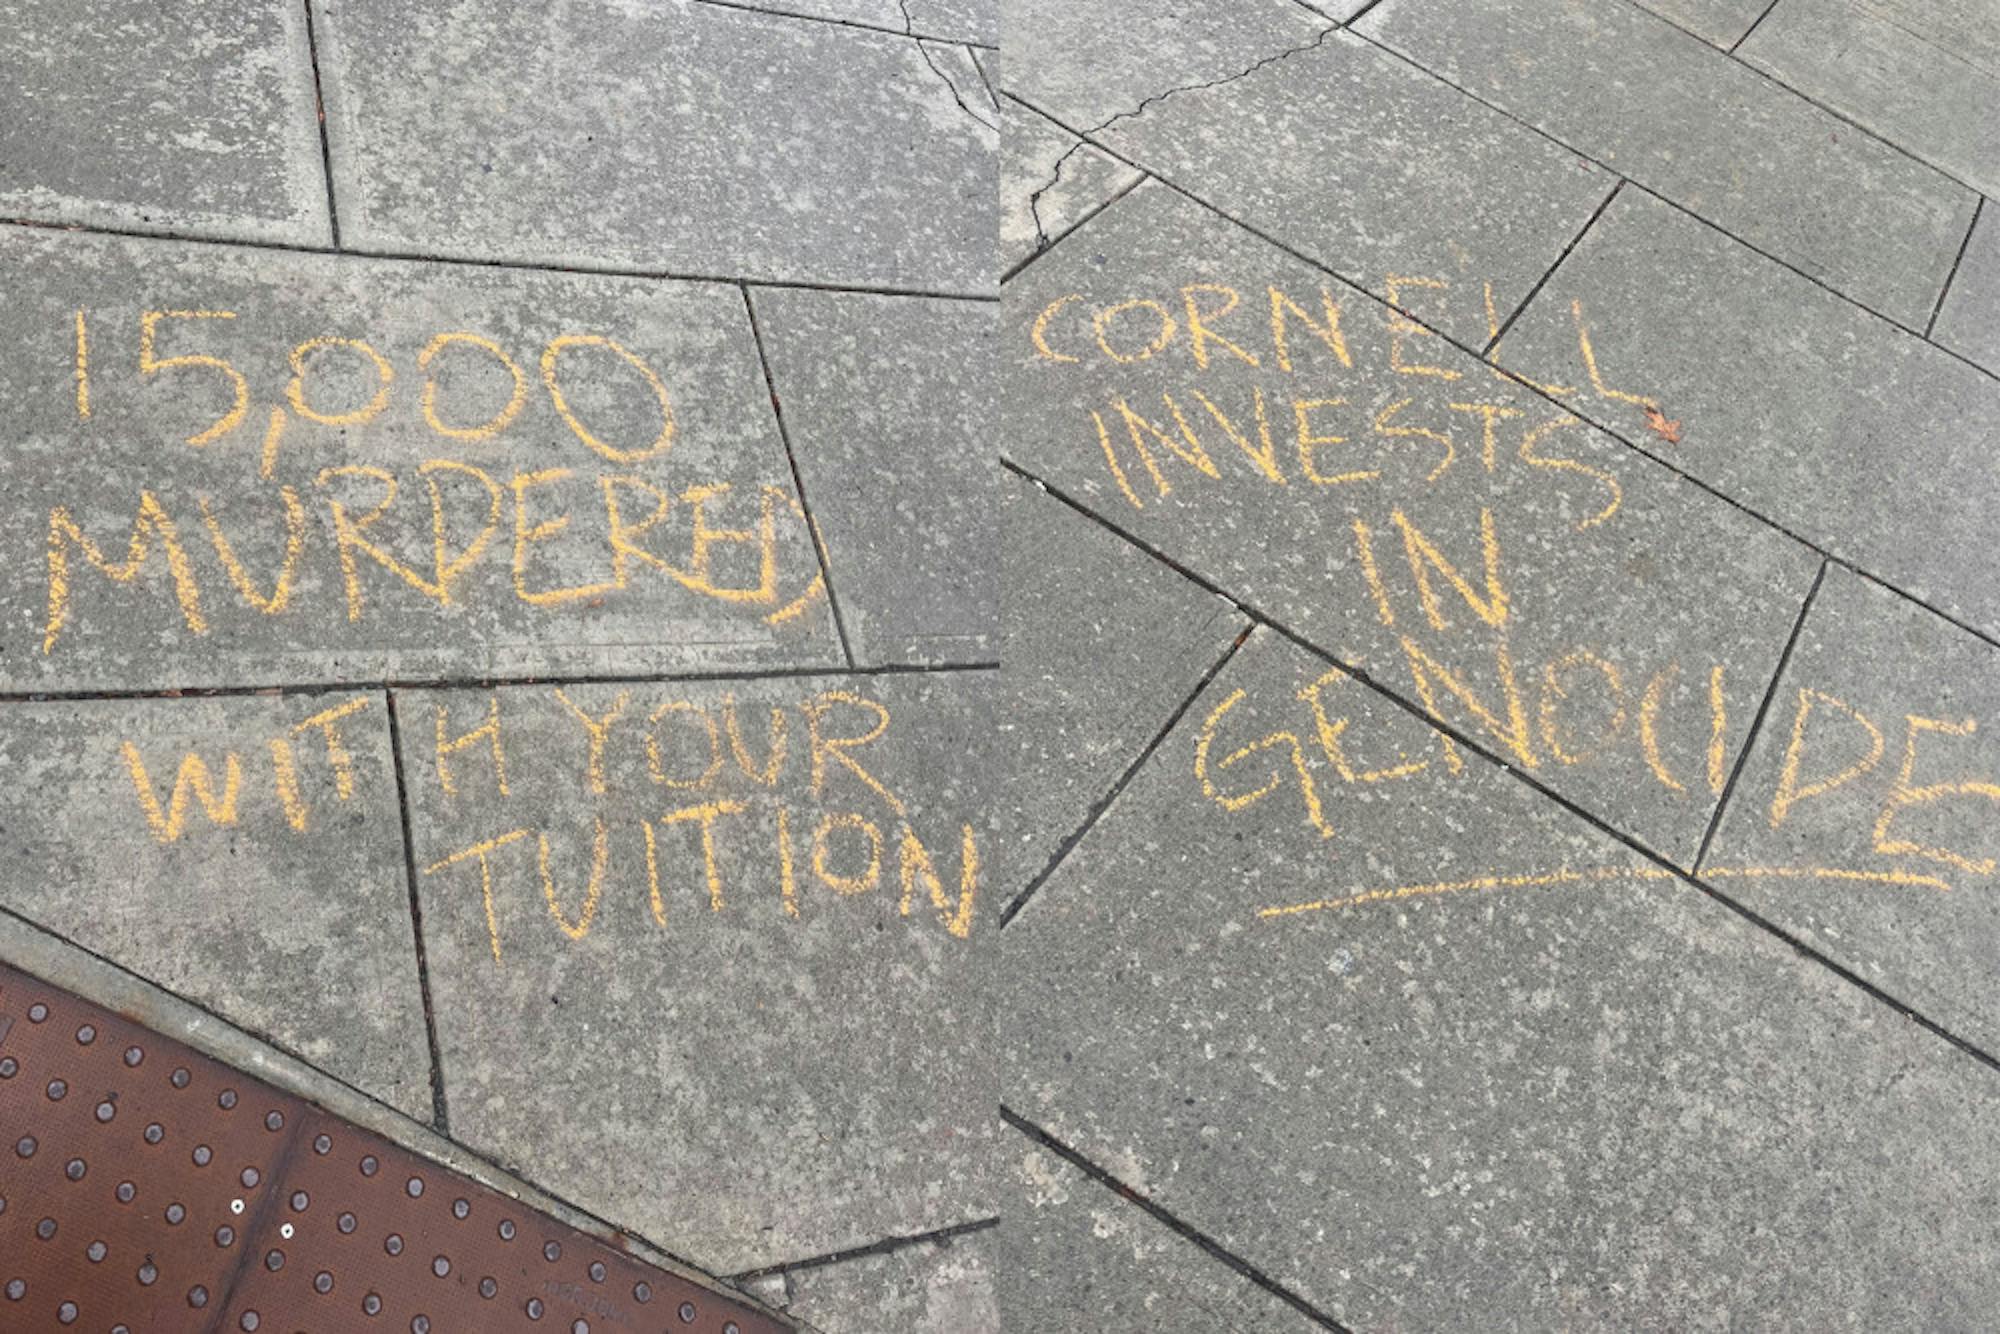 15,000
MURDERED
WITH YOUR
TUITION
CORNELL
INVESTS
IN
GENOCIDE